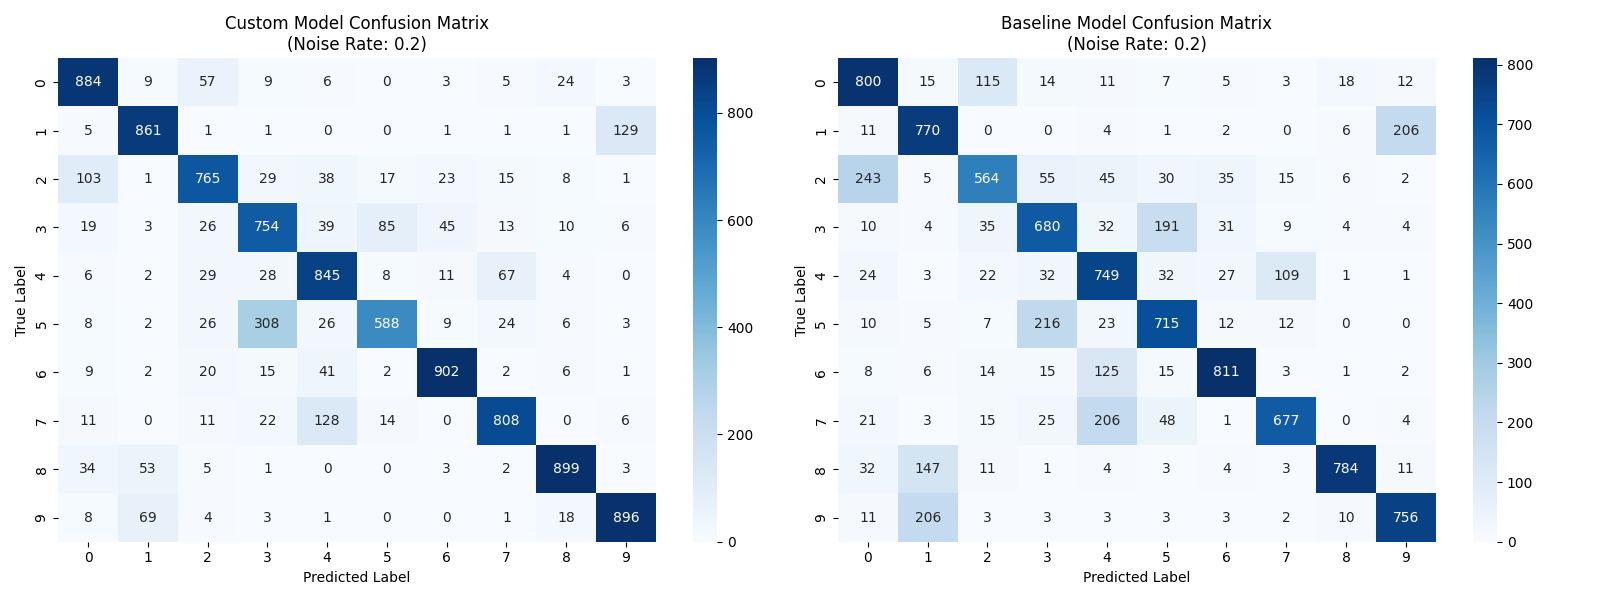 Custom Model Confusion Matrix
(Noise Rate: 0.2)
0 884 9 57 9 6 0 3 5 24 3
1 5 861 1 1 0 0 1 1 1 129
2 103 1 765 29 38 17 23 15 8 1
3 19 3 26 754 39 85 45 13 10 6
4 6 2 29 28 845 8 11 67 4 0
5 8 2 26 308 26 588 9 24 6 3
6 9 2 20 15 41 2 902 2 6 1
7 11 0 11 22 128 14 0 808 0 6
8 34 53 5 1 0 0 3 2 899 3
9 8 69 4 3 1 0 0 1 18 896
0 1 2 3 4 5 6 7 8 9
True Label
Predicted Label
800
600
400
200
0
Baseline Model Confusion Matrix
(Noise Rate: 0.2)
0 800 15 115 14 11 7 5 3 18 12
1 11 770 0 0 4 1 2 0 6 206
2 243 5 564 55 45 30 35 15 6 2
3 10 4 35 680 32 191 31 9 4 4
4 24 3 22 32 749 32 27 109 1 1
5 10 5 7 216 23 715 12 12 0 0
6 8 6 14 15 125 15 811 3 1 2
7 21 3 15 25 206 48 1 677 0 4
8 32 147 11 1 4 3 4 3 784 11
9 11 206 3 3 3 3 3 2 10 756
0 1 2 3 4 5 6 7 8 9
True Label
Predicted Label
800
700
600
500
400
300
200
100
0